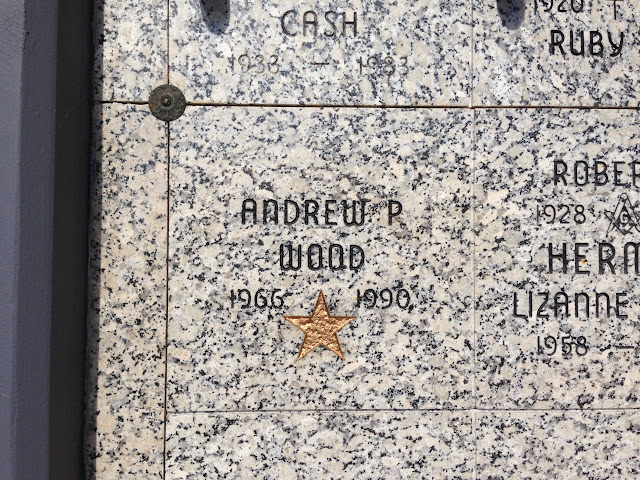 CASH
1933 — 1983
RUBY
ANDREW P
WOOD
1966 1990
1928 G
LIZANNE
1958 —